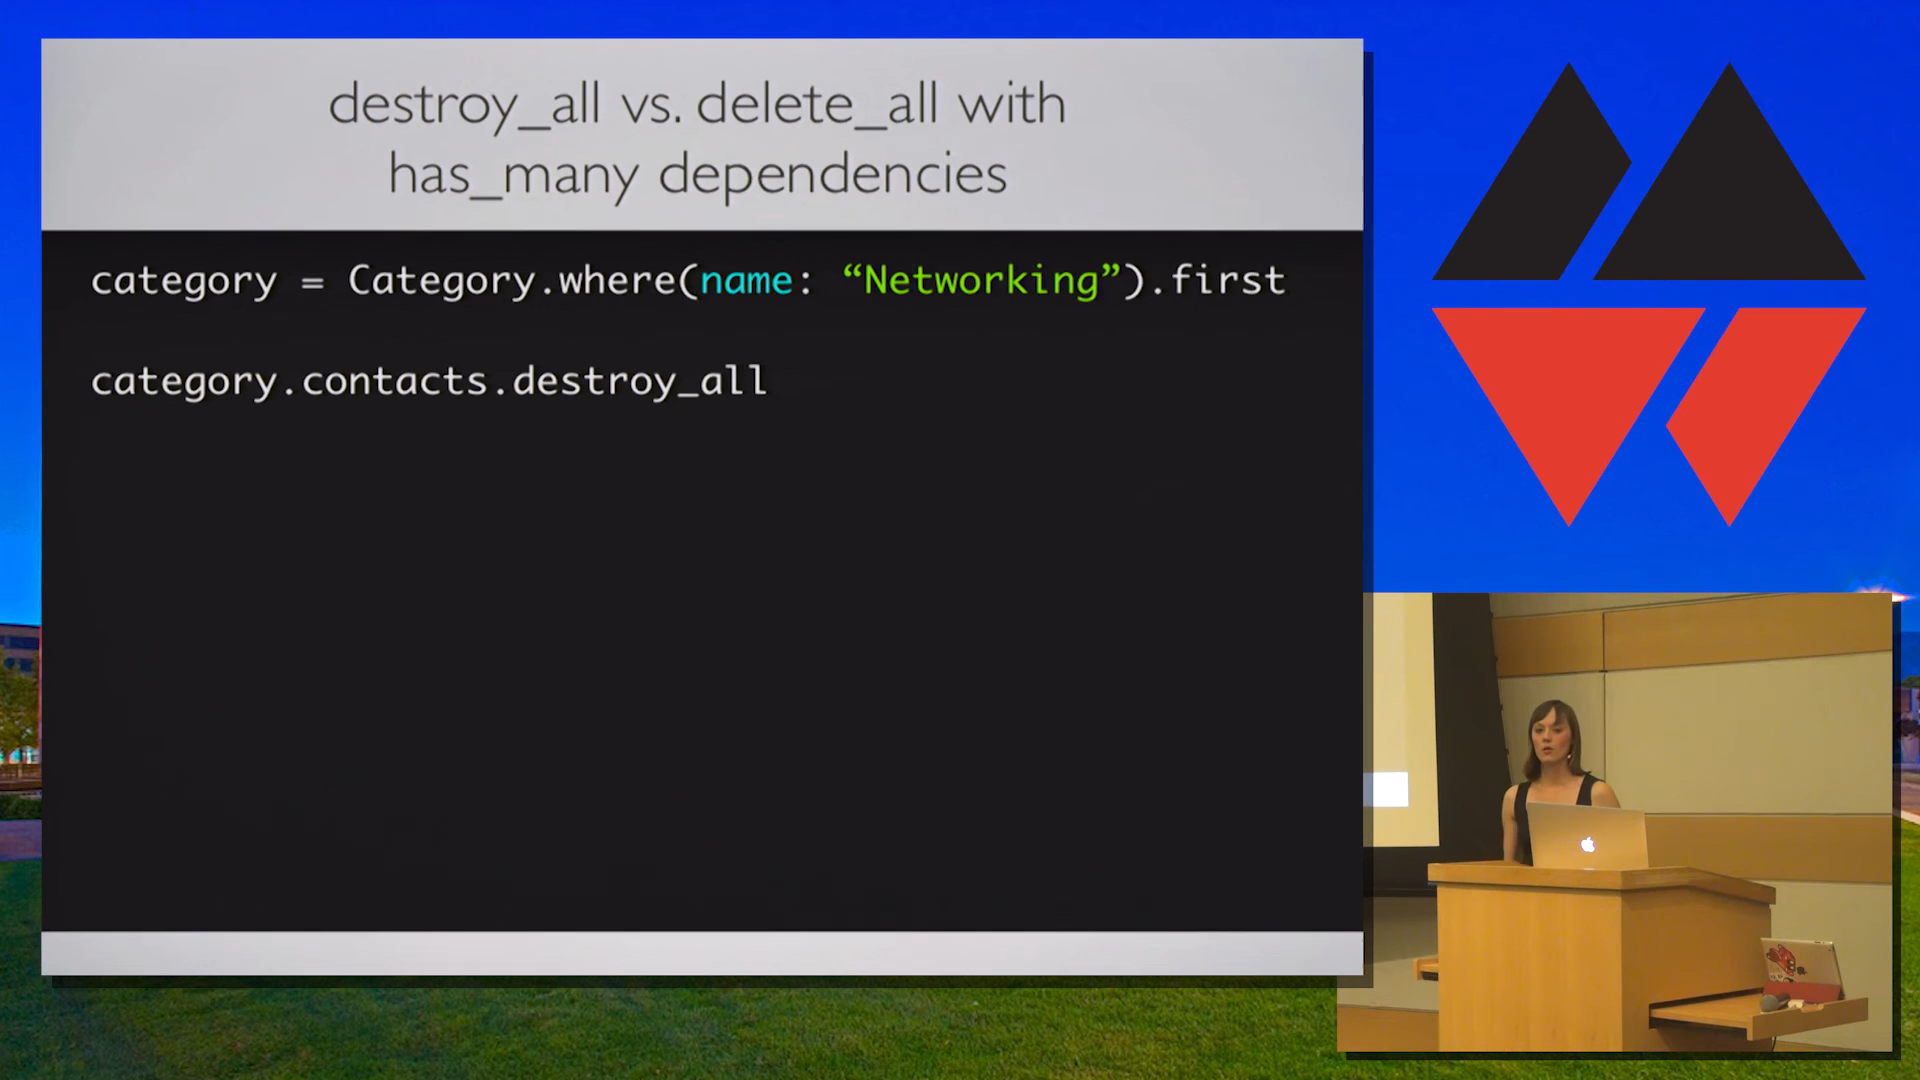 destroy_all vs. delete_all with
has_many dependencies
category = Category.where(name: “Networking”).first
category.contacts.destroy_all